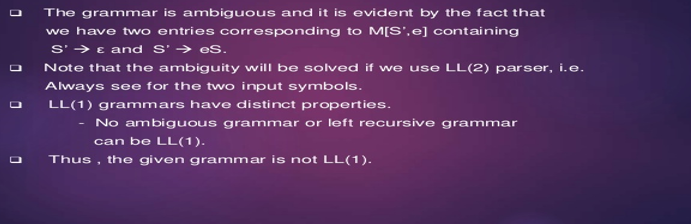 ❑ The grammar is ambiguous and it is evident by the fact that
we have two entries corresponding to M[S',e] containing
S' → ε and S' → eS.
❑ Note that the ambiguity will be solved if we use LL(2) parser, i.e.
Always see for the two input symbols.
❑ LL(1) grammars have distinct properties.
- No ambiguous grammar or left recursive grammar
can be LL(1).
❑ Thus , the given grammar is not LL(1).